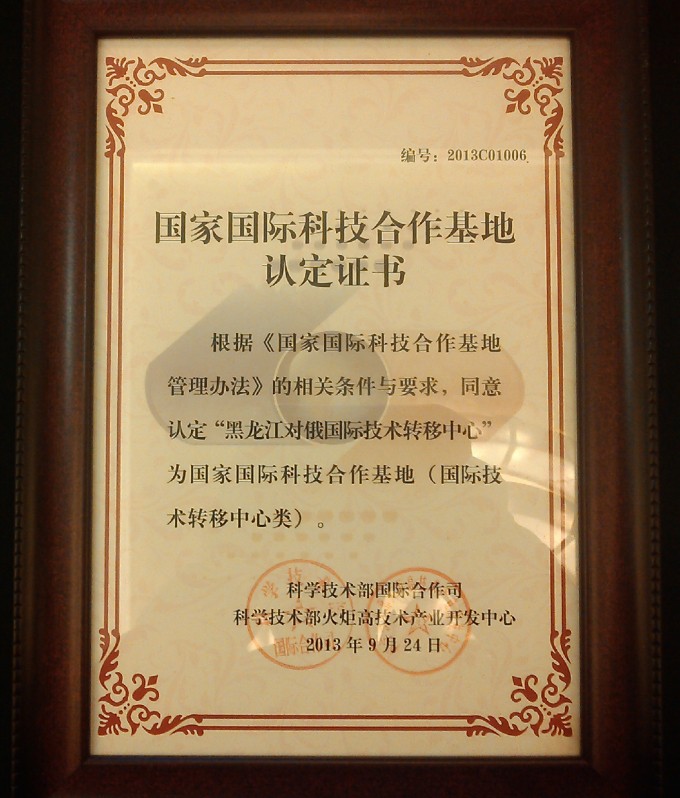 编号：2013C01006
国家国际科技合作基地
认定证书
根据《国家国际科技合作基地
管理办法》的相关条件与要求，同意
认定“黑龙江对俄国际技术转移中心”
为国家国际科技合作基地（国际技
术转移中心类）。
科学技术部国际合作司
科学技术部火炬高技术产业开发中心
2013年9月24日